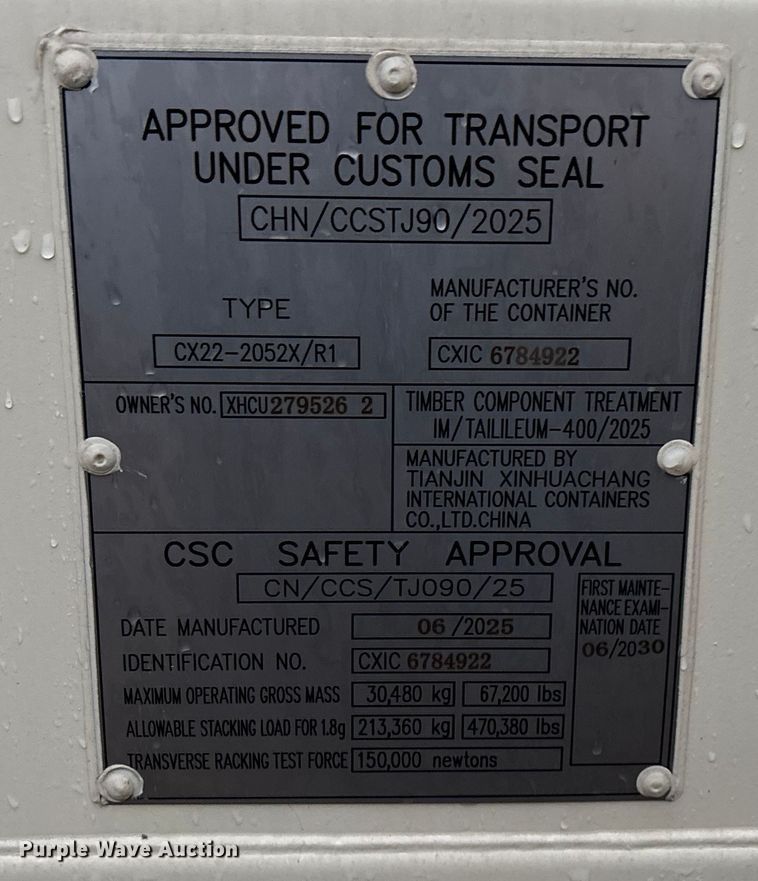 APPROVED FOR TRANSPORT
UNDER CUSTOMS SEAL
CHN/CCSTJ90/2025
TYPE
CX22-2052X/R1
MANUFACTURER'S NO.
OF THE CONTAINER
CXIC 6784922
OWNER'S NO. XHCU279526 2
TIMBER COMPONENT TREATMENT
IM/TAILILEUM-400/2025
MANUFACTURED BY
TIANJIN XINHUACHANG
INTERNATIONAL CONTAINERS
CO.,LTD.CHINA
CSC SAFETY APPROVAL
CN/CCS/TJ090/25
DATE MANUFACTURED 06/2025
IDENTIFICATION NO. CXIC 6784922
MAXIMUM OPERATING GROSS MASS 30,480 kg 67,200 lbs
ALLOWABLE STACKING LOAD FOR 1.8g 213,360 kg 470,380 lbs
TRANSVERSE RACKING TEST FORCE 150,000 newtons
FIRST MAINTE-
NANCE EXAMI-
NATION DATE
06/2030
Purple Wave Auction